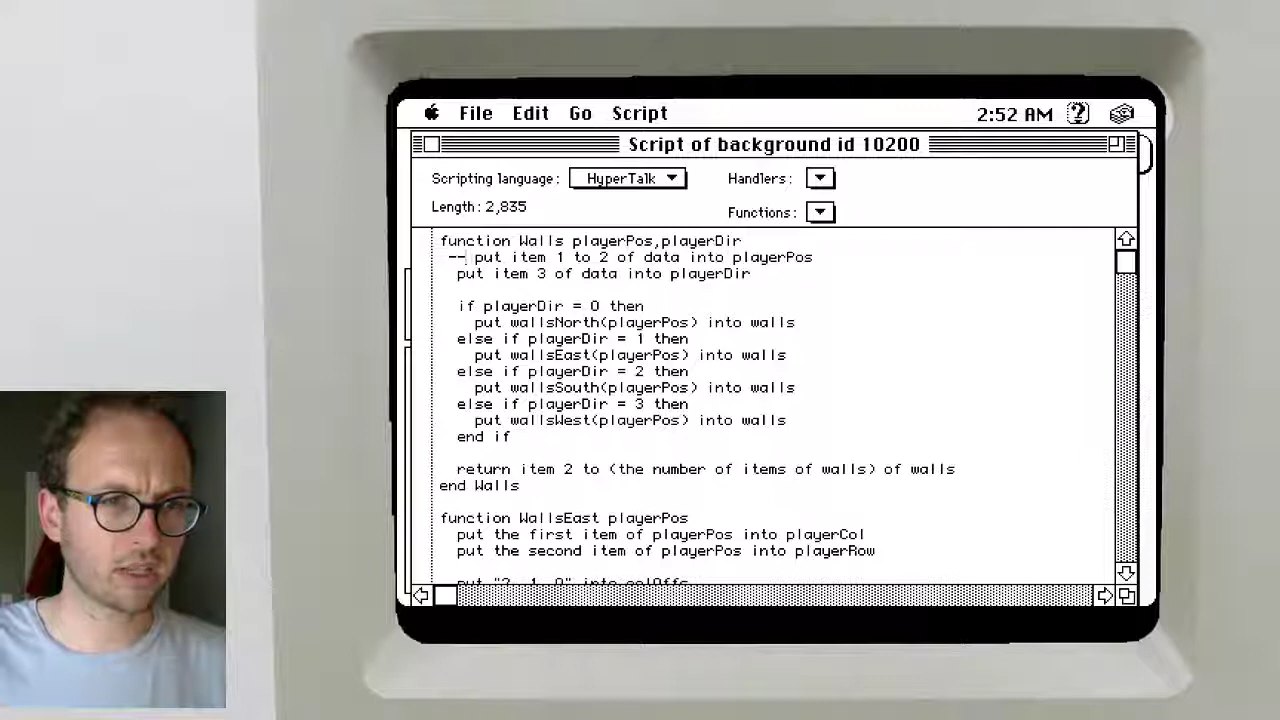 File Edit Go Script 2:52 AM
Script of background id 10200
Scripting language: HyperTalk Handlers:
Length: 2,835
Functions:
function Walls playerPos,playerDir
-- put item 1 to 2 of data into playerPos
put item 3 of data into playerDir
if playerDir = 0 then
put wallsNorth(playerPos) into walls
else if playerDir = 1 then
put wallsEast(playerPos) into walls
else if playerDir = 2 then
put wallsSouth(playerPos) into walls
else if playerDir = 3 then
put wallsWest(playerPos) into walls
end if
return item 2 to (the number of items of walls) of walls
end Walls
function WallsEast playerPos
put the first item of playerPos into playerCol
put the second item of playerPos into playerRow